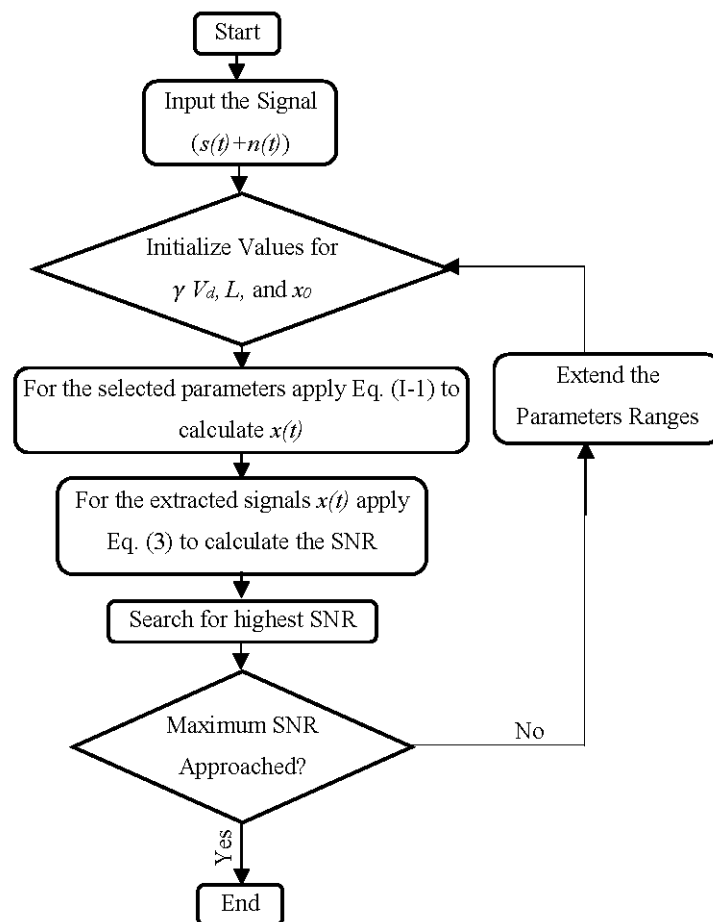 Start
Input the Signal
(s(t)+n(t))
Initialize Values for
γ V_d, L, and x_0
For the selected parameters apply Eq. (I-1) to
calculate x(t)
Extend the
Parameters Ranges
For the extracted signals x(t) apply
Eq. (3) to calculate the SNR
Search for highest SNR
Maximum SNR
Approached?
No
Yes
End